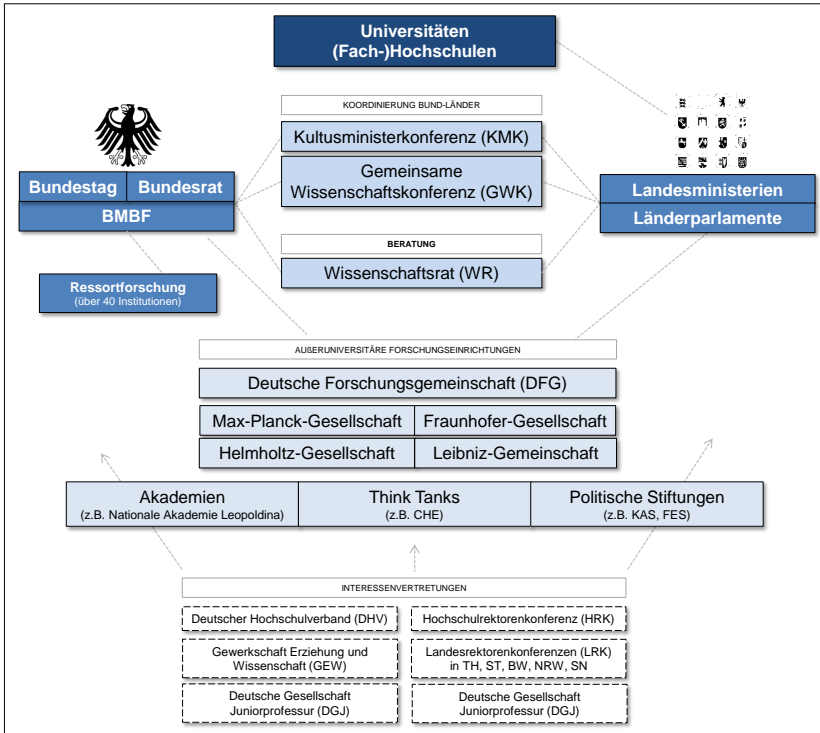 Universitäten
(Fach-)Hochschulen
KOORDINIERUNG BUND-LÄNDER
Kultusministerkonferenz (KMK)
Gemeinsame
Wissenschaftskonferenz (GWK)
Bundestag
Bundesrat
BMBF
Landesministerien
Länderparlamente
BERATUNG
Wissenschaftsrat (WR)
Ressortforschung
(über 40 Institutionen)
AUßERUNIVERSITÄRE FORSCHUNGSEINRICHTUNGEN
Deutsche Forschungsgemeinschaft (DFG)
Max-Planck-Gesellschaft
Fraunhofer-Gesellschaft
Helmholtz-Gesellschaft
Leibniz-Gemeinschaft
Akademien
(z.B. Nationale Akademie Leopoldina)
Think Tanks
(z.B. CHE)
Politische Stiftungen
(z.B. KAS, FES)
INTERESSENVERTRETUNGEN
Deutscher Hochschulverband (DHV)
Hochschulrektorenkonferenz (HRK)
Gewerkschaft Erziehung und
Wissenschaft (GEW)
Landesrektorenkonferenzen (LRK)
in TH, ST, BW, NRW, SN
Deutsche Gesellschaft
Juniorprofessur (DGJ)
Deutsche Gesellschaft
Juniorprofessur (DGJ)